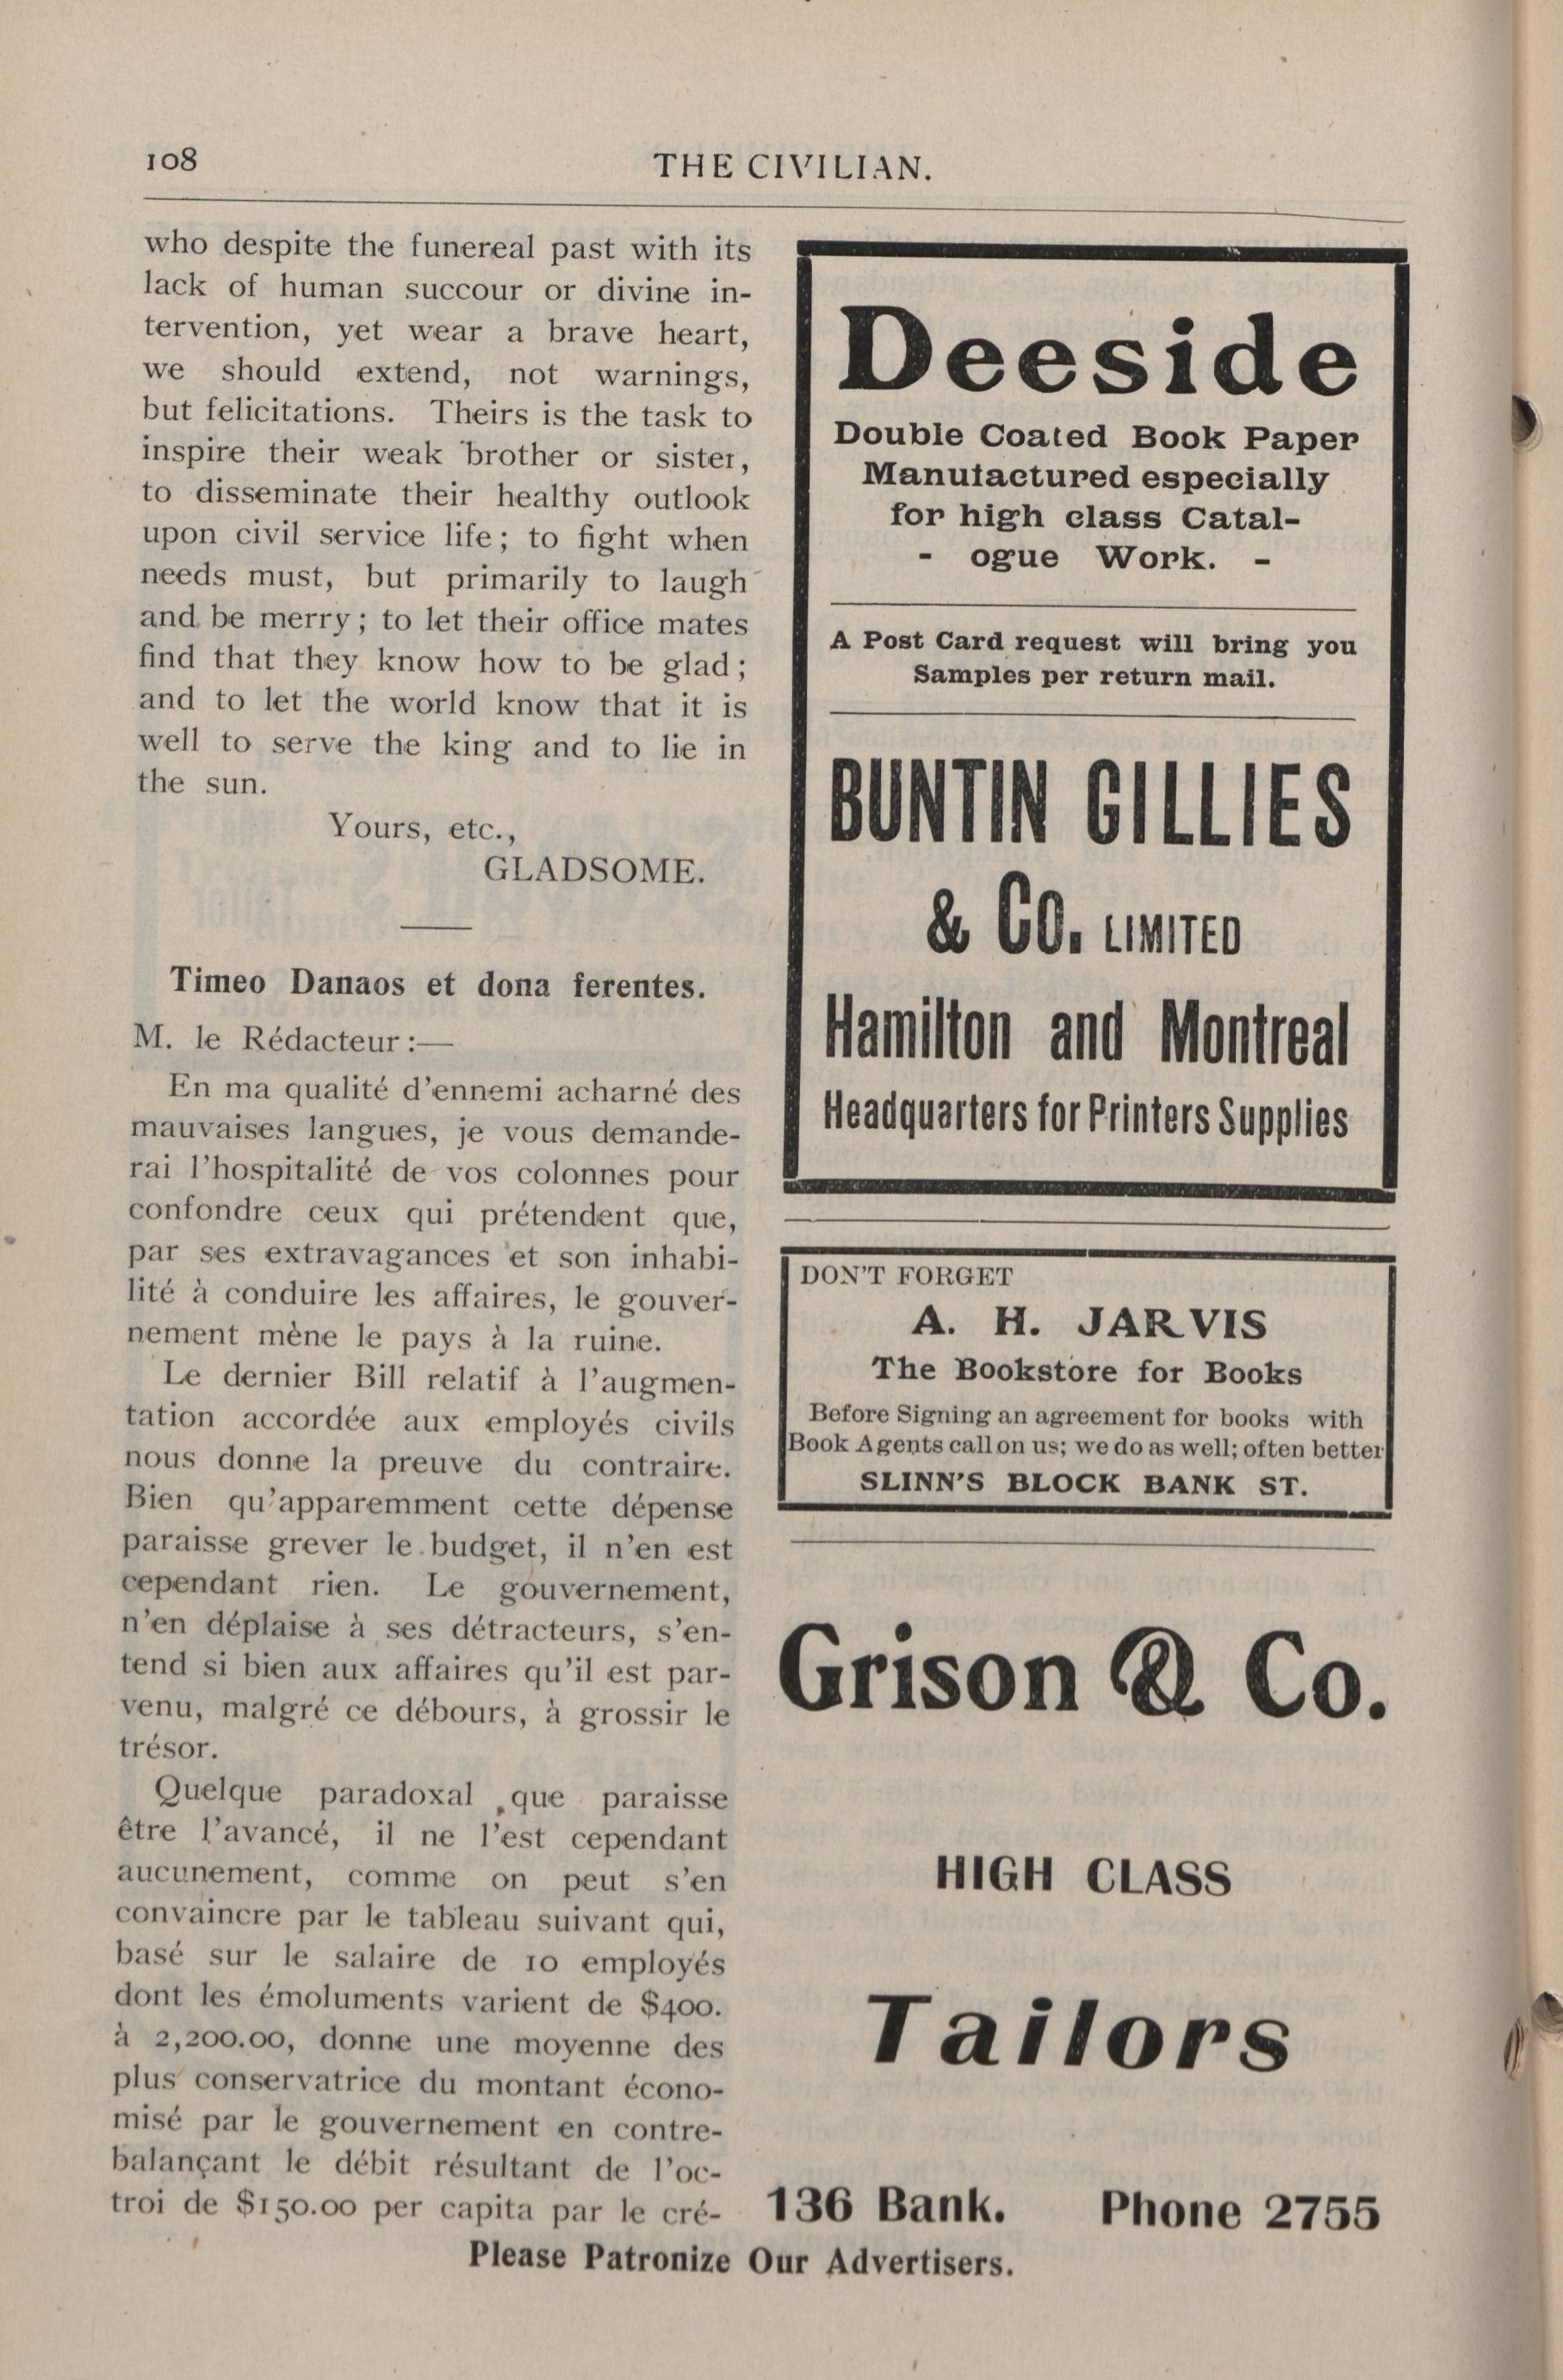 108
THE CIVILIAN.
who despite the funereal past with its
lack of human succour or divine in-
tervention, yet wear a brave heart,
we should extend, not warnings,
but felicitations. Theirs is the task to
inspire their weak brother or sister,
to disseminate their healthy outlook
upon civil service life; to fight when
needs must, but primarily to laugh
and be merry; to let their office mates
find that they know how to be glad;
and to let the world know that it is
well to serve the king and to lie in
the sun.
Yours, etc.,
GLADSOME.
Timeo Danaos et dona ferentes.
M. le Rédacteur:—
En ma qualité d'ennemi acharné des
mauvaises langues, je vous demande-
rai l'hospitalité de vos colonnes pour
confondre ceux qui prétendent que,
par ses extravagances et son inhabi-
lité à conduire les affaires, le gouver-
nement mène le pays à la ruine.
Le dernier Bill relatif à l'augmen-
tation accordée aux employés civils
nous donne la preuve du contraire.
Bien qu'apparemment cette dépense
paraisse grever le budget, il n'en est
cependant rien. Le gouvernement,
n'en déplaise à ses détracteurs, s'en-
tend si bien aux affaires qu'il est par-
venu, malgré ce débours, à grossir le
trésor.
Quelque paradoxal que paraisse
être l'avancé, il ne l'est cependant
aucunement, comme on peut s'en
convaincre par le tableau suivant qui,
basé sur le salaire de 10 employés
dont les émoluments varient de $400.
à 2,200.00, donne une moyenne des
plus conservatrice du montant écono-
misé par le gouvernement en contre-
balançant le débit résultant de l'oc-
troi de $150.00 per capita par le cré-
Deeside
Double Coated Book Paper
Manufactured especially
for high class Catal-
- ogue Work. -
A Post Card request will bring you
Samples per return mail.
BUNTIN GILLIES
& CO. LIMITED
Hamilton and Montreal
Headquarters for Printers Supplies
DON'T FORGET
A. H. JARVIS
The Bookstore for Books
Before Signing an agreement for books with
Book Agents call on us; we do as well; often better
SLINN'S BLOCK BANK ST.
Grison & Co.
HIGH CLASS
Tailors
136 Bank. Phone 2755
Please Patronize Our Advertisers.